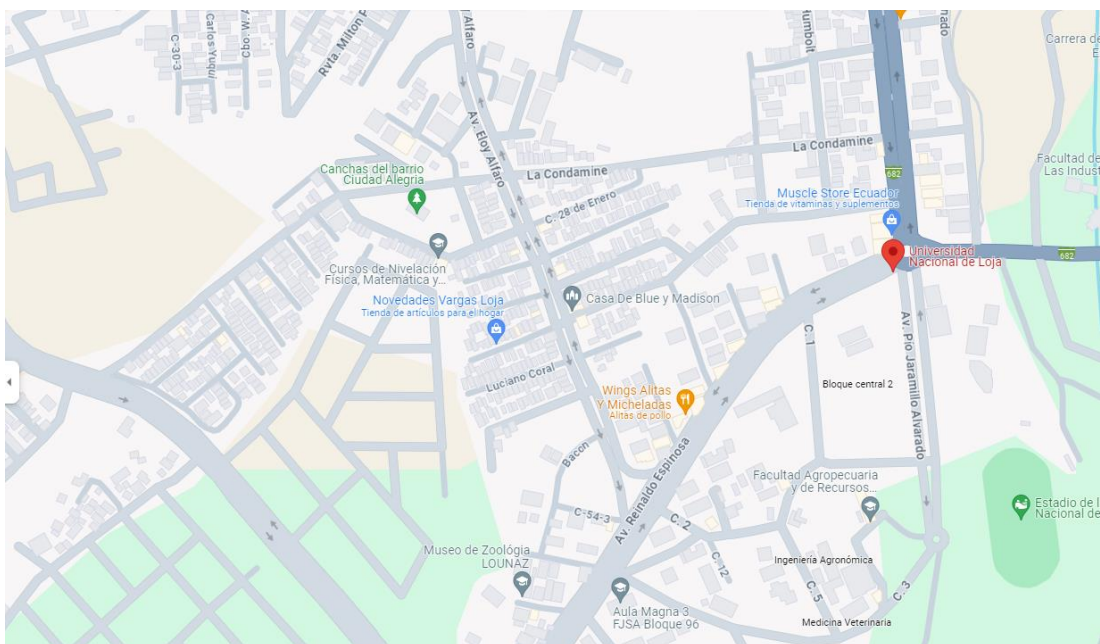 C-30-3
Carlos Yuqui
Cbo. W.
Rvta. Milton P
Av. Eloy Alfaro
Humbolt
nado
Carrera de
E
682
La Condamine
La Condamine
Facultad de
Las Indust
Canchas del barrio
Ciudad Alegria
C. 28 de Enero
Muscle Store Ecuador
Tienda de vitaminas y suplementos
Universidad
Nacional de Loja
682
Cursos de Nivelación
Física, Matemática y...
Novedades Vargas Loja
Tienda de artículos para el hogar
Casa De Blue y Madison
C. 1
Av. Pío Jaramillo Alvarado
Luciano Coral
Bloque central 2
Wings Alitas
Y Micheladas
Alitas de pollo
Bacon
Av. Reinaldo Espinosa
Facultad Agropecuaria
y de Recursos...
Estadio de l
Nacional de
C-54-3
C. 2
Museo de Zoológia
LOUNAZ
C. 12
Ingeniería Agronómica
C. 3
C. 5
Aula Magna 3
FJSA Bloque 96
Medicina Veterinaria